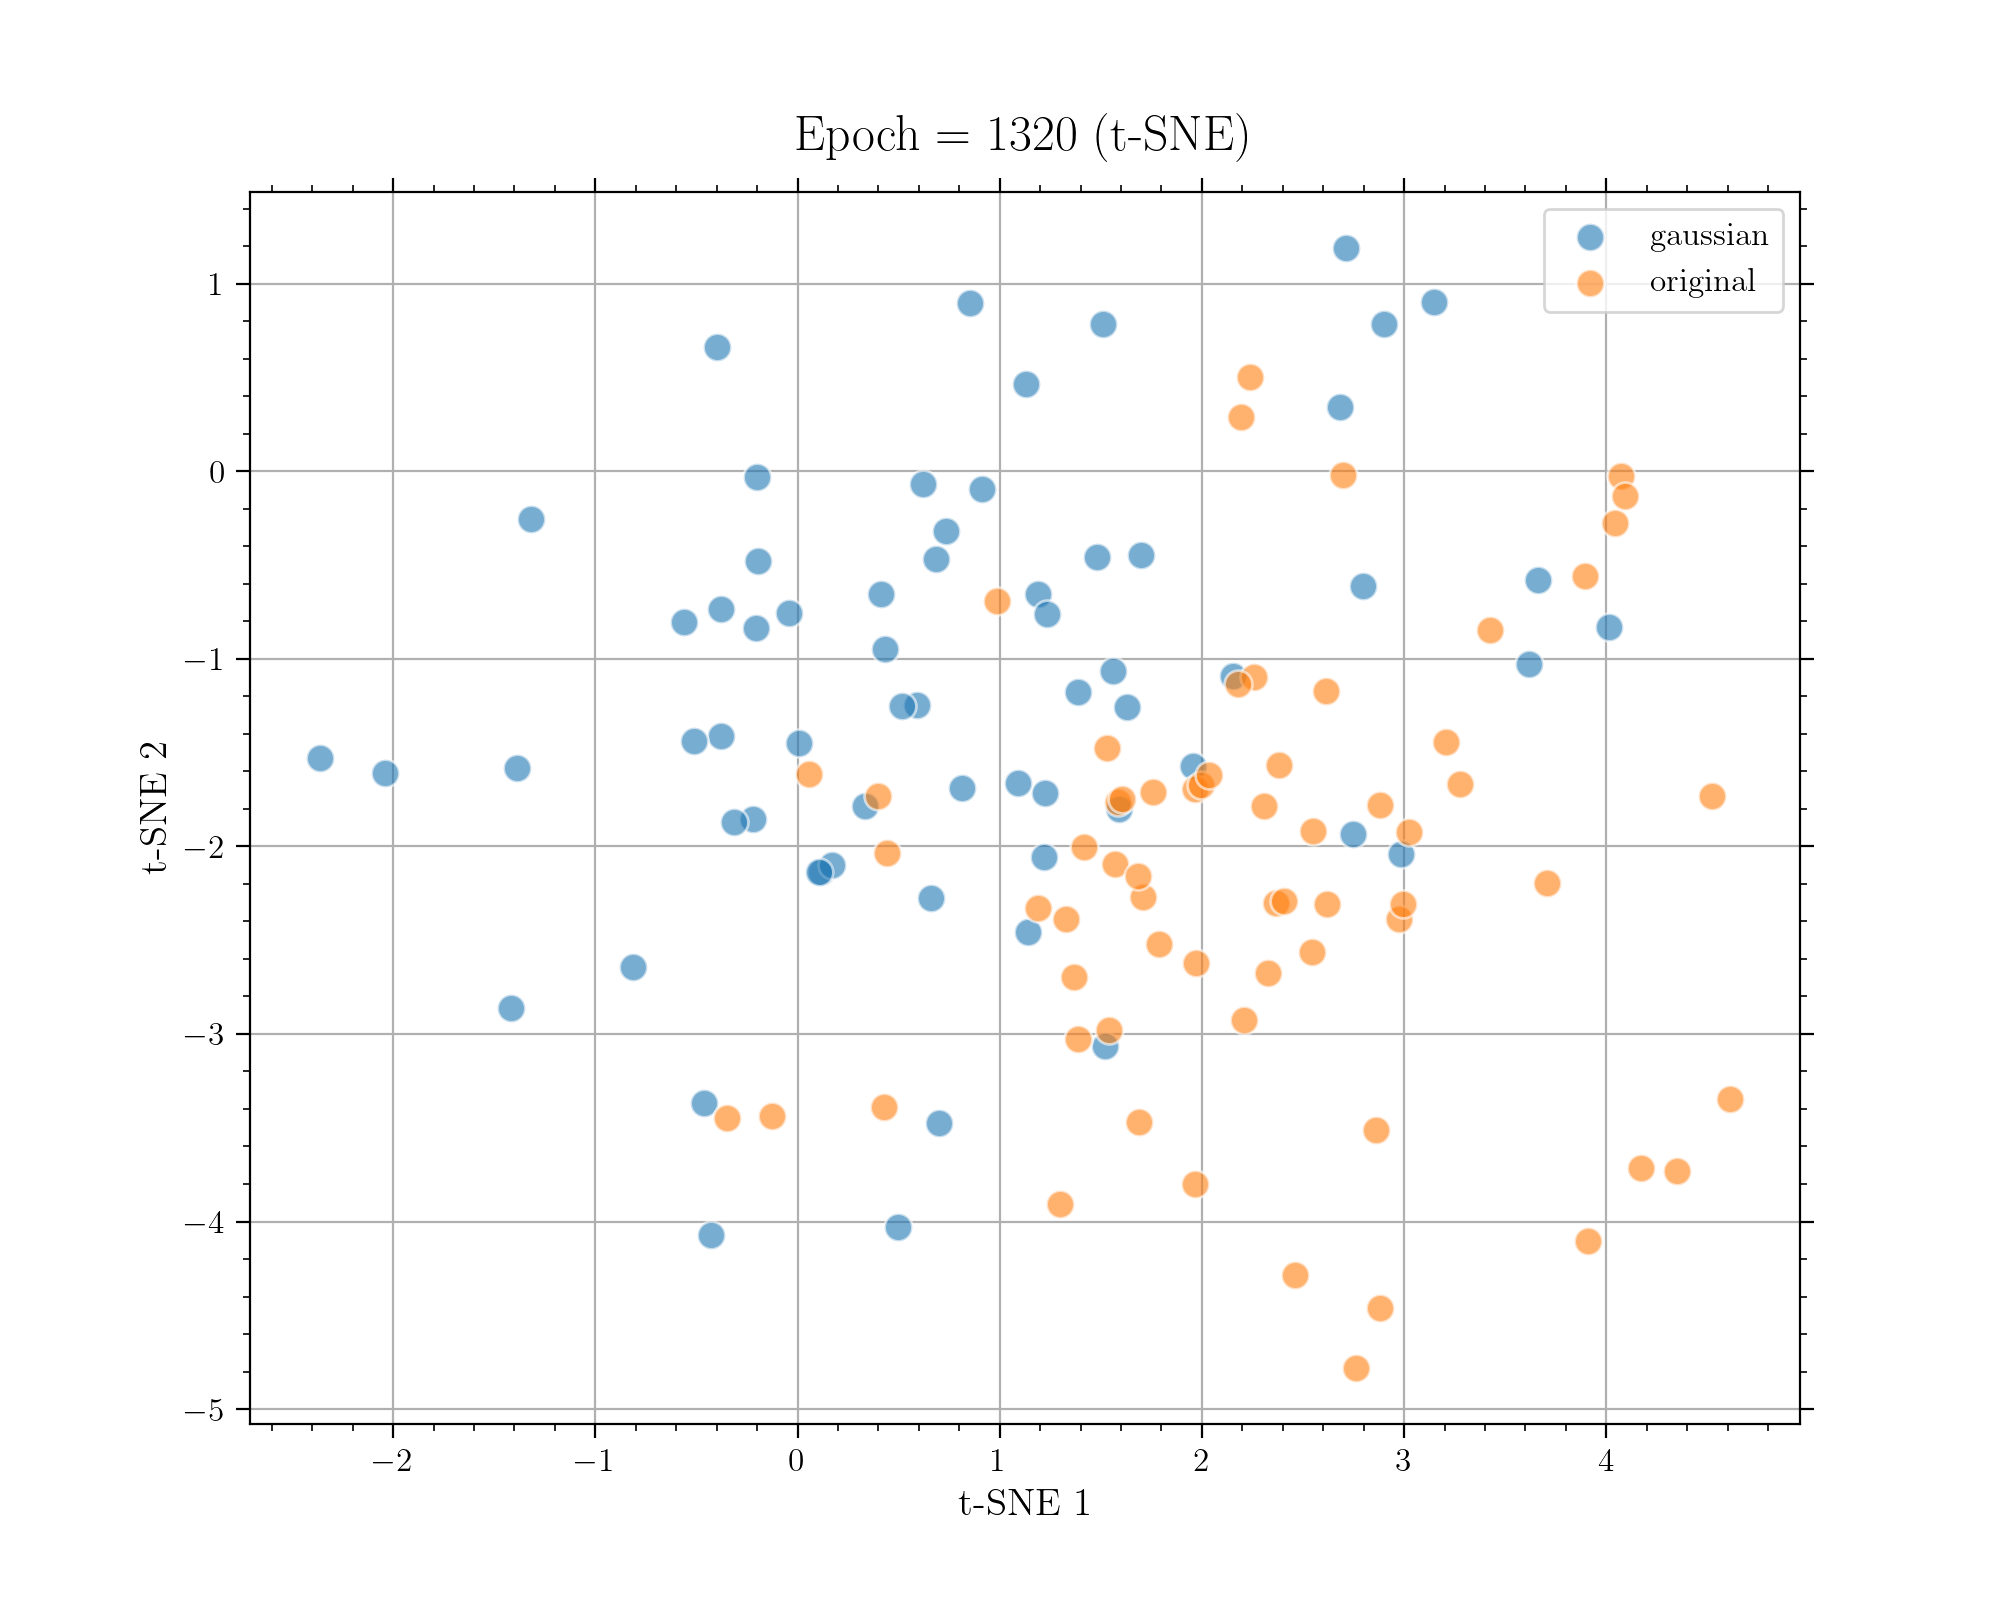 Epoch = 1320 (t-SNE)
gaussian
original
1
0
−1
−2
−3
−4
−5
t-SNE 2
−2 −1 0 1 2 3 4
t-SNE 1